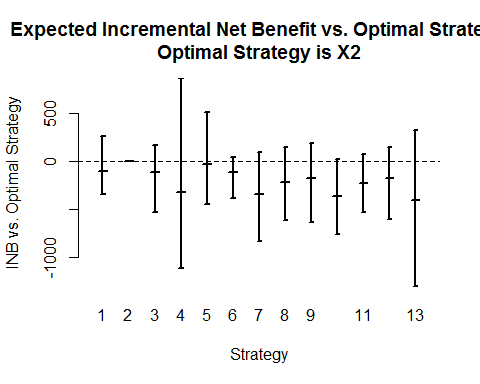 Expected Incremental Net Benefit vs. Optimal Strate
Optimal Strategy is X2
INB vs. Optimal Strategy
500
0
-1000
1 2 3 4 5 6 7 8 9 11 13
Strategy